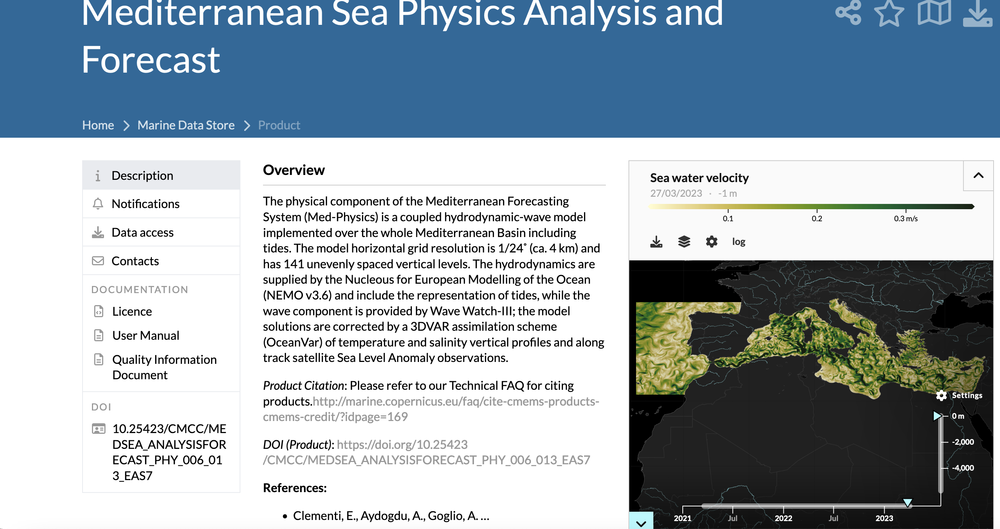 Mediterranean Sea Physics Analysis and
Forecast
Home
Marine Data Store
Product
Description
Notifications
Data access
Contacts
DOCUMENTATION
Licence
User Manual
Quality Information
Document
DOI
10.25423/CMCC/ME
DSEA_ANALYSISFOR
ECAST_PHY_006_01
3_EAS7
Overview
The physical component of the Mediterranean Forecasting
System (Med-Physics) is a coupled hydrodynamic-wave model
implemented over the whole Mediterranean Basin including
tides. The model horizontal grid resolution is 1/24˚ (ca. 4 km) and
has 141 unevenly spaced vertical levels. The hydrodynamics are
supplied by the Nucleous for European Modelling of the Ocean
(NEMO v3.6) and include the representation of tides, while the
wave component is provided by Wave Watch-III; the model
solutions are corrected by a 3DVAR assimilation scheme
(OceanVar) of temperature and salinity vertical profiles and along
track satellite Sea Level Anomaly observations.
Product Citation: Please refer to our Technical FAQ for citing
products.http://marine.copernicus.eu/faq/cite-cmems-products-
cmems-credit/?idpage=169
DOI (Product): https://doi.org/10.25423
/CMCC/MEDSEA_ANALYSISFORECAST_PHY_006_013_EAS7
References:
• Clementi, E., Aydogdu, A., Goglio, A. ...
Sea water velocity
27/03/2023 · -1 m
0.1 0.2 0.3 m/s
log
Settings
0 m
-2,000
-4,000
2021 Jul 2022 Jul 2023